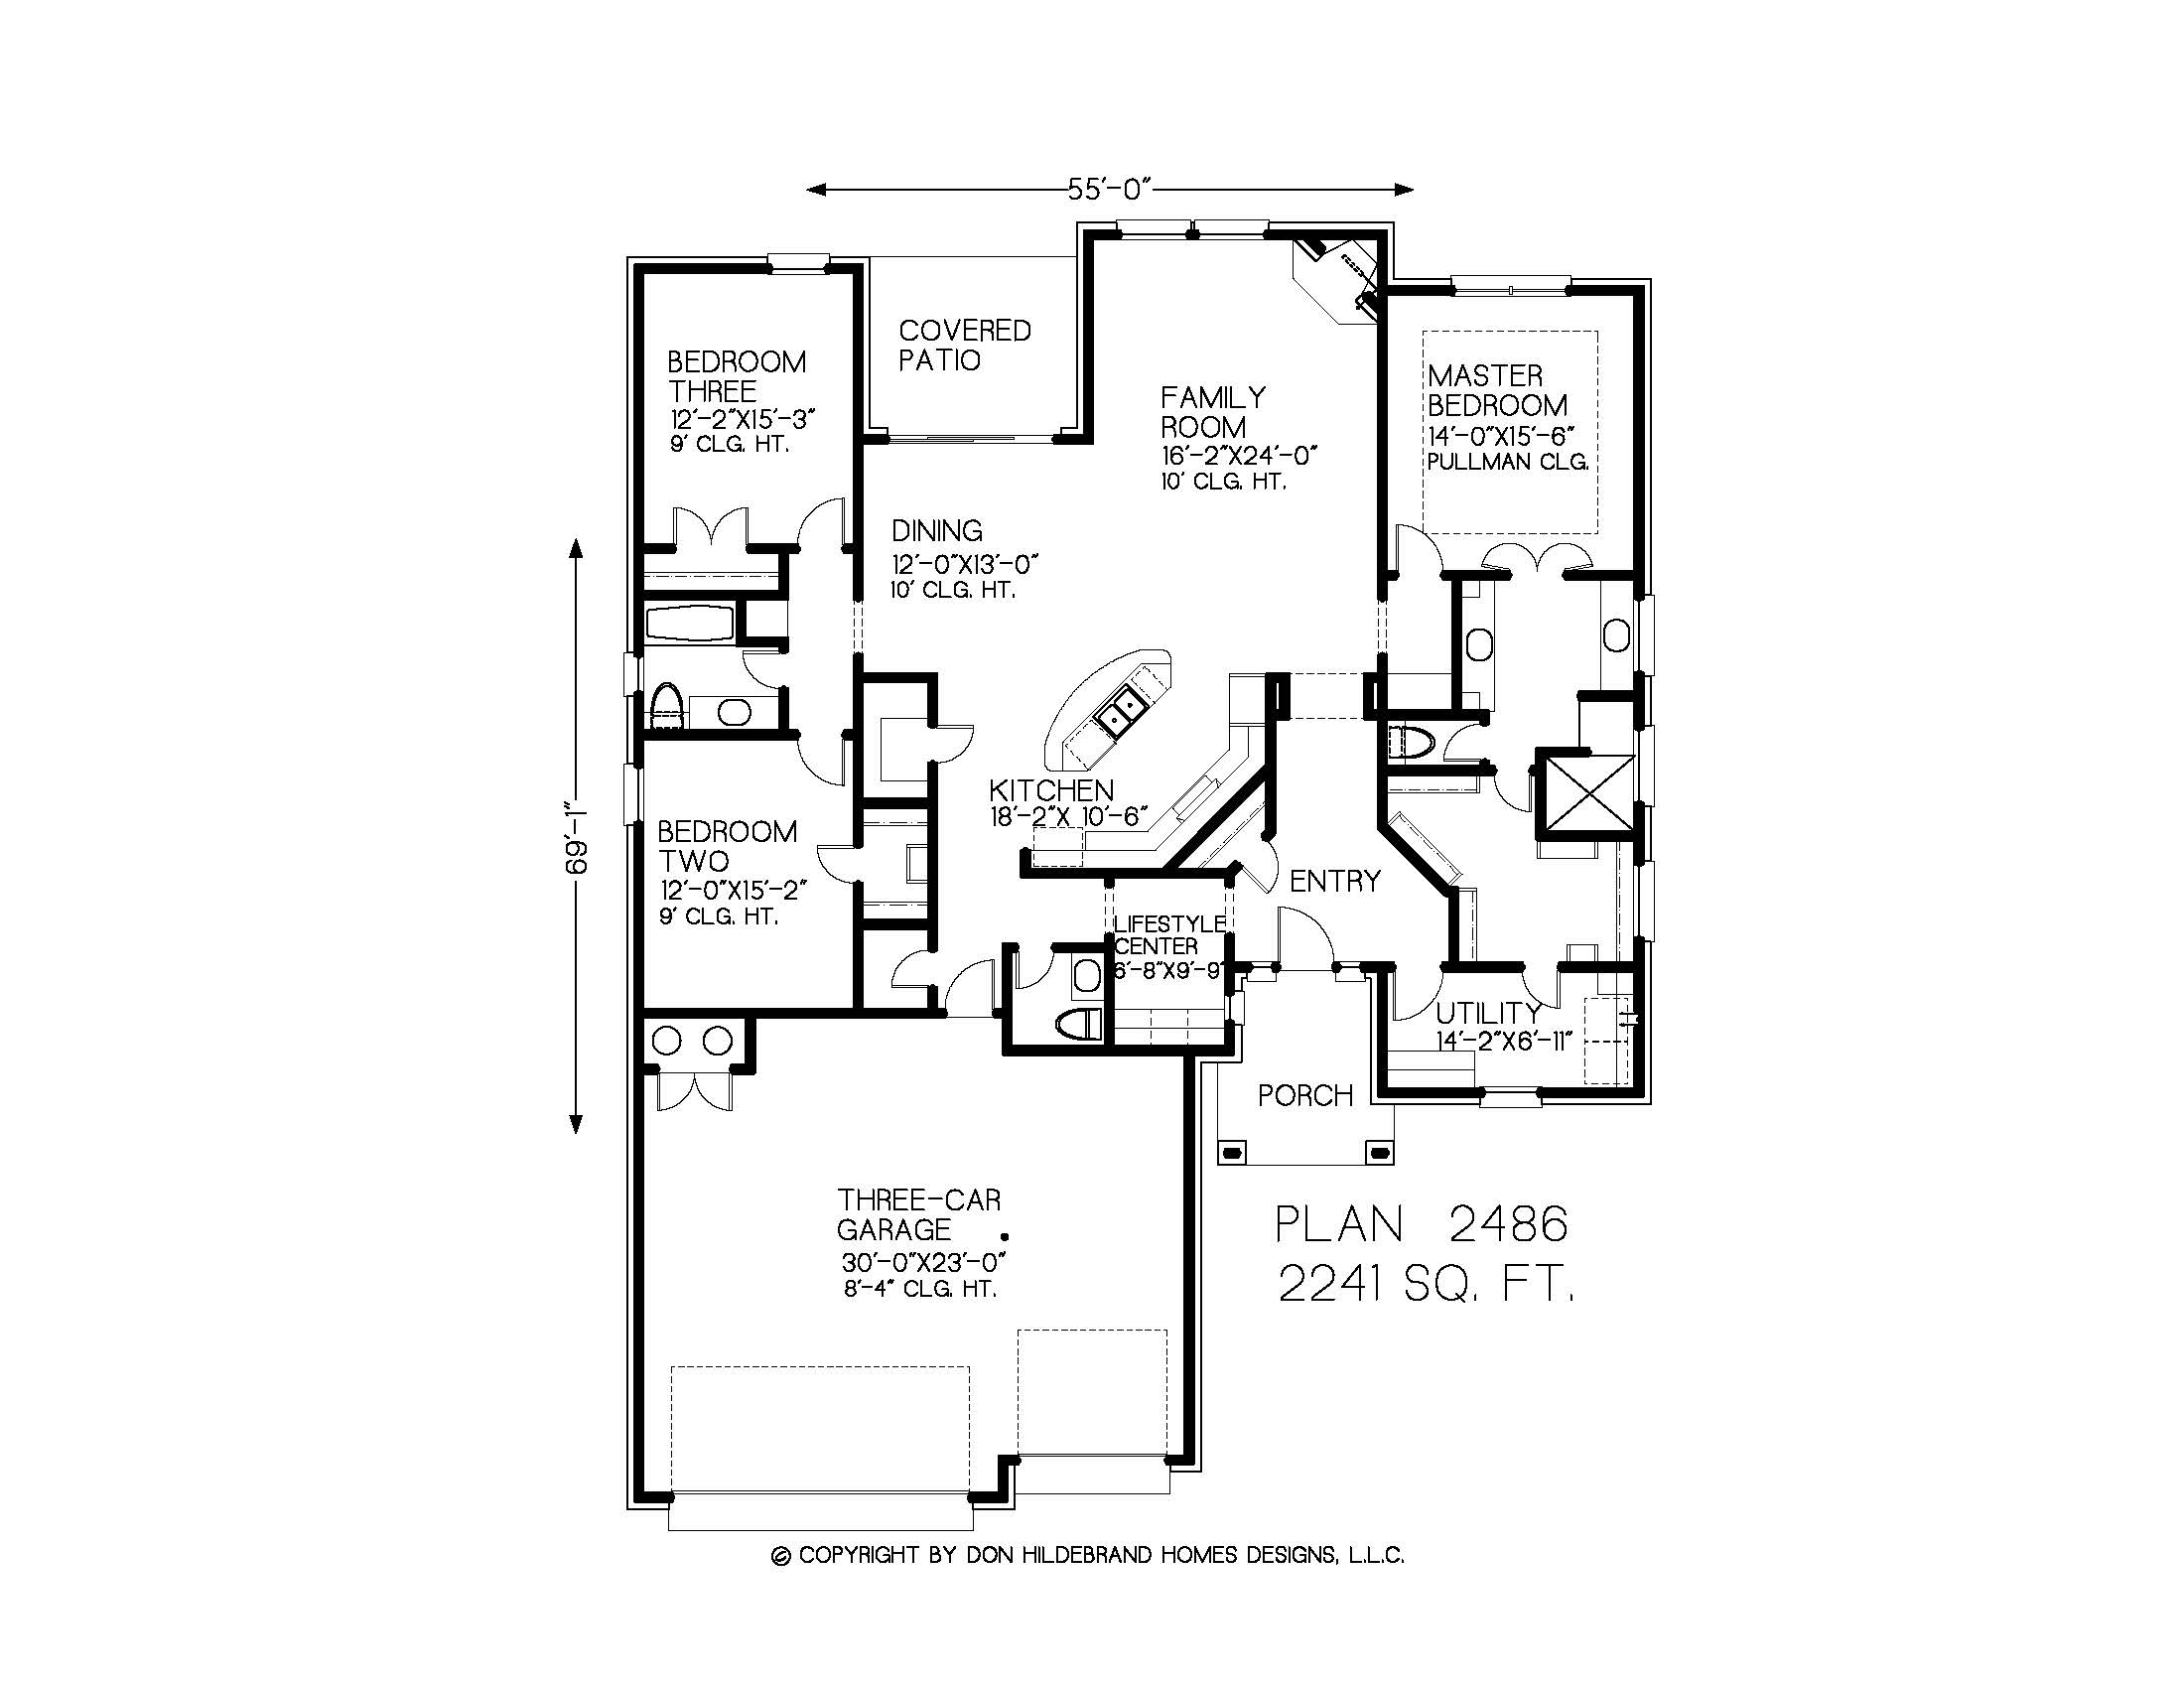 55'-0"
COVERED
PATIO
BEDROOM
THREE
12'-2"X15'-3"
9' CLG. HT.
FAMILY
ROOM
16'-2"X24'-0"
10' CLG. HT.
MASTER
BEDROOM
14'-0"X15'-6"
PULLMAN CLG.
DINING
12'-0"X13'-0"
10' CLG. HT.
KITCHEN
18'-2"X 10'-6"
69'-1"
BEDROOM
TWO
12'-0"X15'-2"
9' CLG. HT.
ENTRY
LIFESTYLE
CENTER
6'-8"X9'-9"
UTILITY
14'-2"X6'-11"
PORCH
THREE-CAR
GARAGE
30'-0"X23'-0"
8'-4" CLG. HT.
PLAN 2486
2241 SQ. FT.
© COPYRIGHT BY DON HILDEBRAND HOMES DESIGNS, L.L.C.